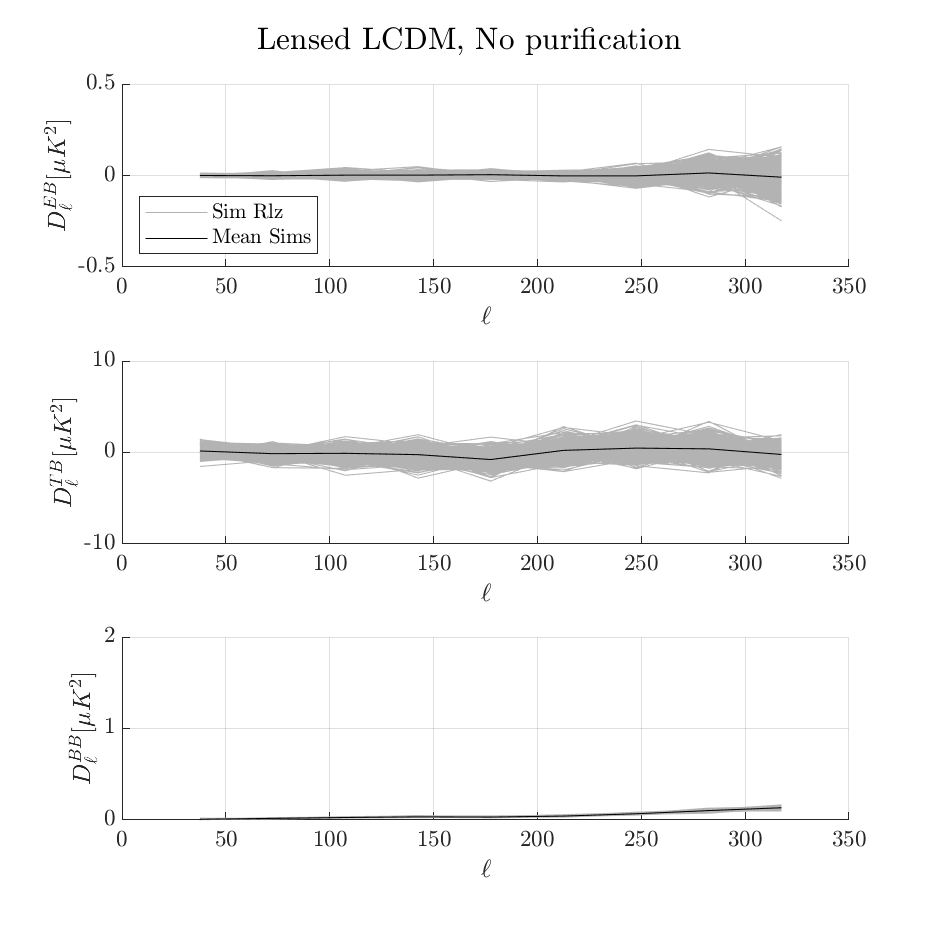 Lensed LCDM, No purification
0.5
0
-0.5
D_ℓ^{EB}[μK^2]
Sim Rlz
Mean Sims
0 50 100 150 200 250 300 350
ℓ
10
0
-10
D_ℓ^{TB}[μK^2]
0 50 100 150 200 250 300 350
ℓ
2
1
0
D_ℓ^{BB}[μK^2]
0 50 100 150 200 250 300 350
ℓ